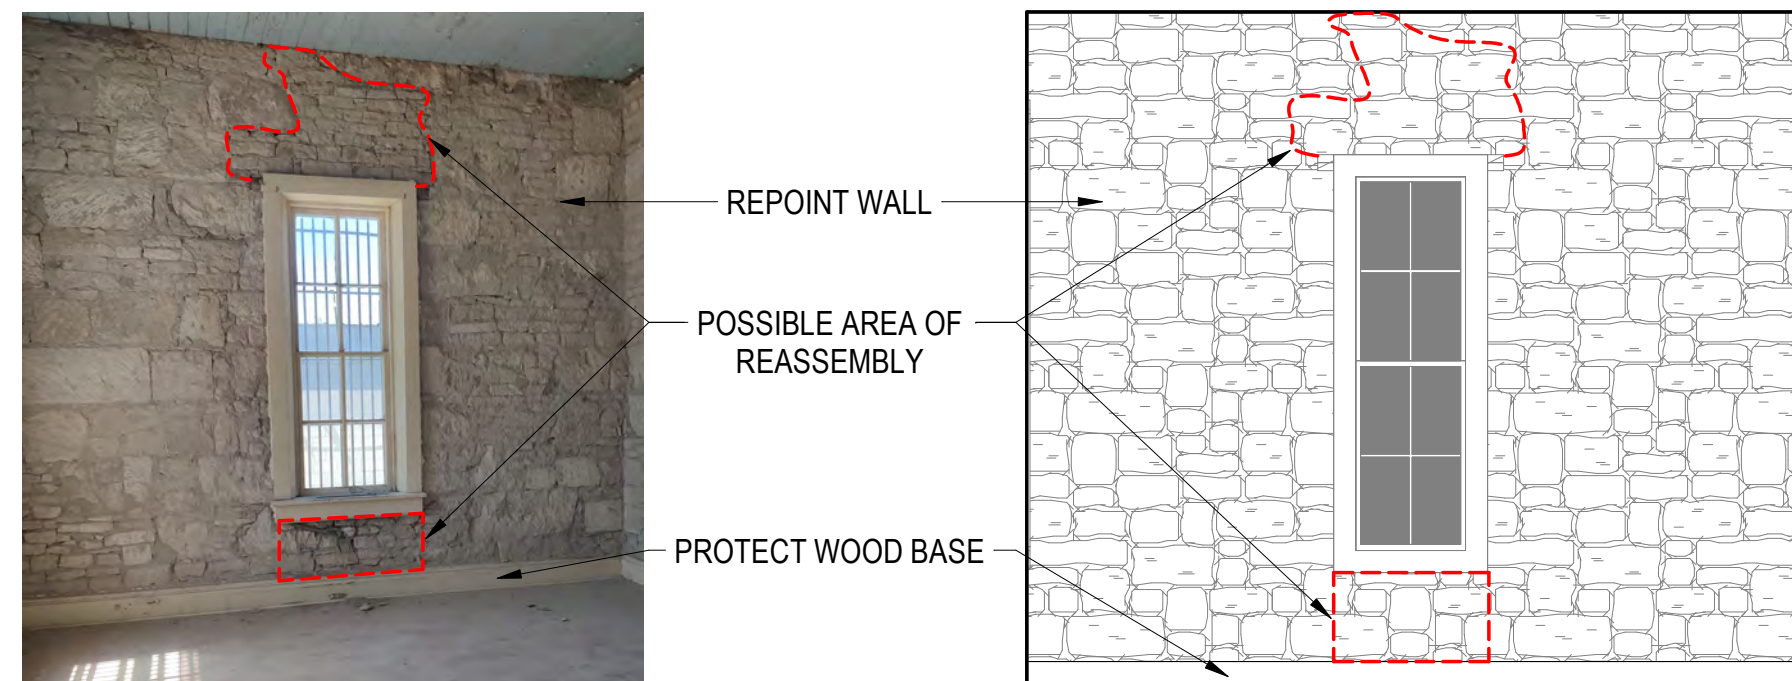 REPOINT WALL
POSSIBLE AREA OF
REASSEMBLY
PROTECT WOOD BASE